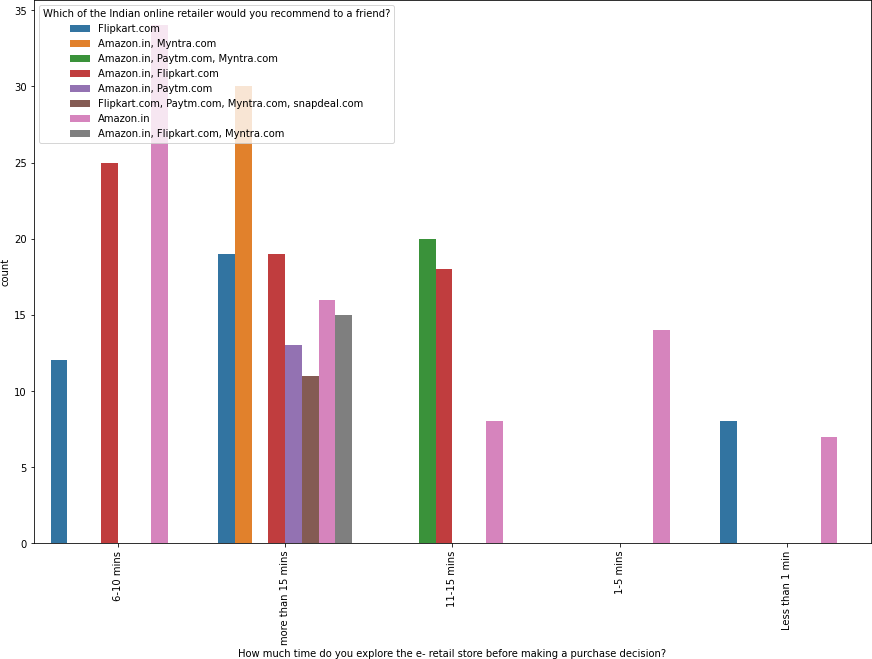 Which of the Indian online retailer would you recommend to a friend?
Flipkart.com
Amazon.in, Myntra.com
Amazon.in, Paytm.com, Myntra.com
Amazon.in, Flipkart.com
Amazon.in, Paytm.com
Flipkart.com, Paytm.com, Myntra.com, snapdeal.com
Amazon.in
Amazon.in, Flipkart.com, Myntra.com
35
30
25
20
15
10
5
0
count
6-10 mins
more than 15 mins
11-15 mins
1-5 mins
Less than 1 min
How much time do you explore the e- retail store before making a purchase decision?